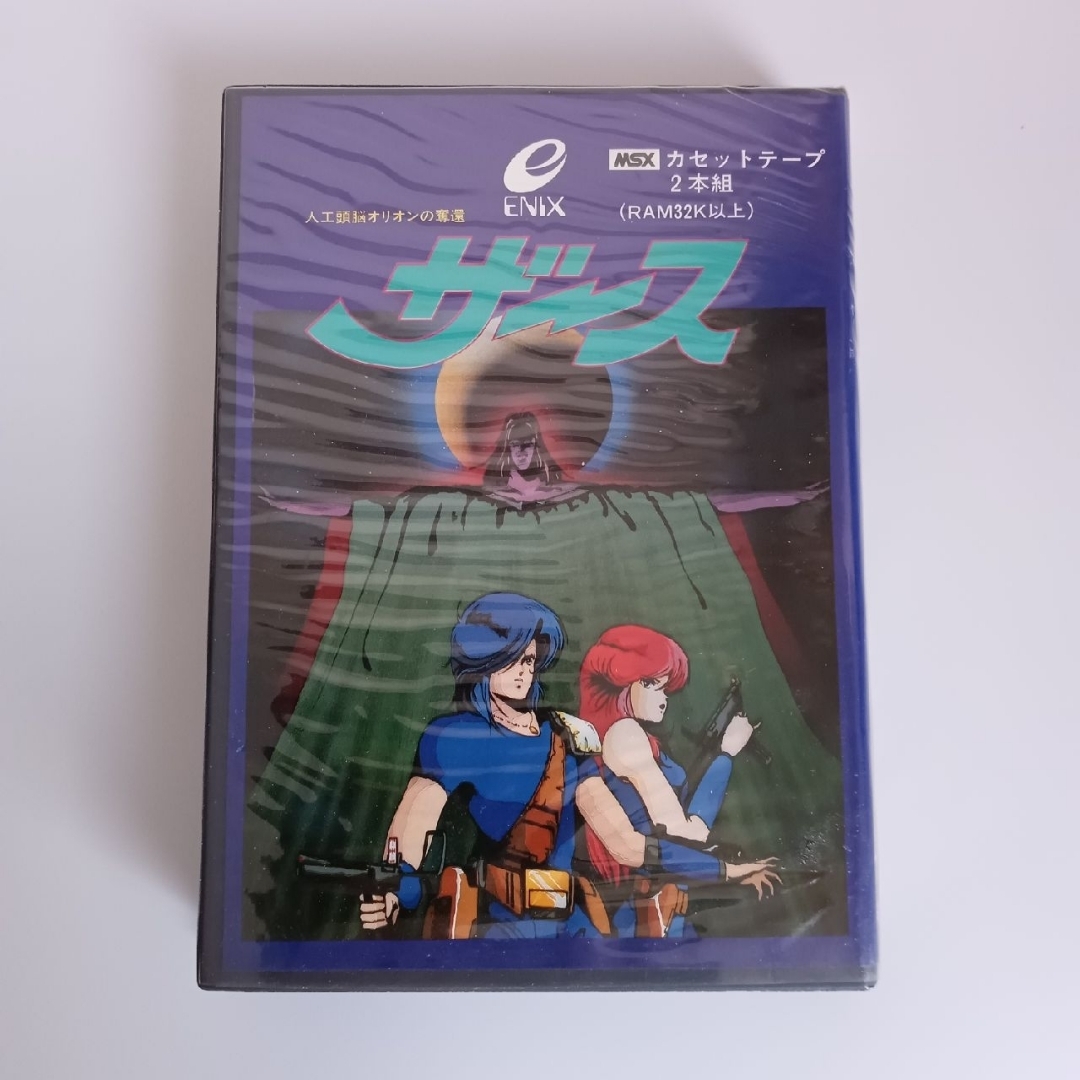 ENIX
MSX カセットテープ
2本組
(RAM32K以上)
人工頭脳オリオンの奪還
ザース